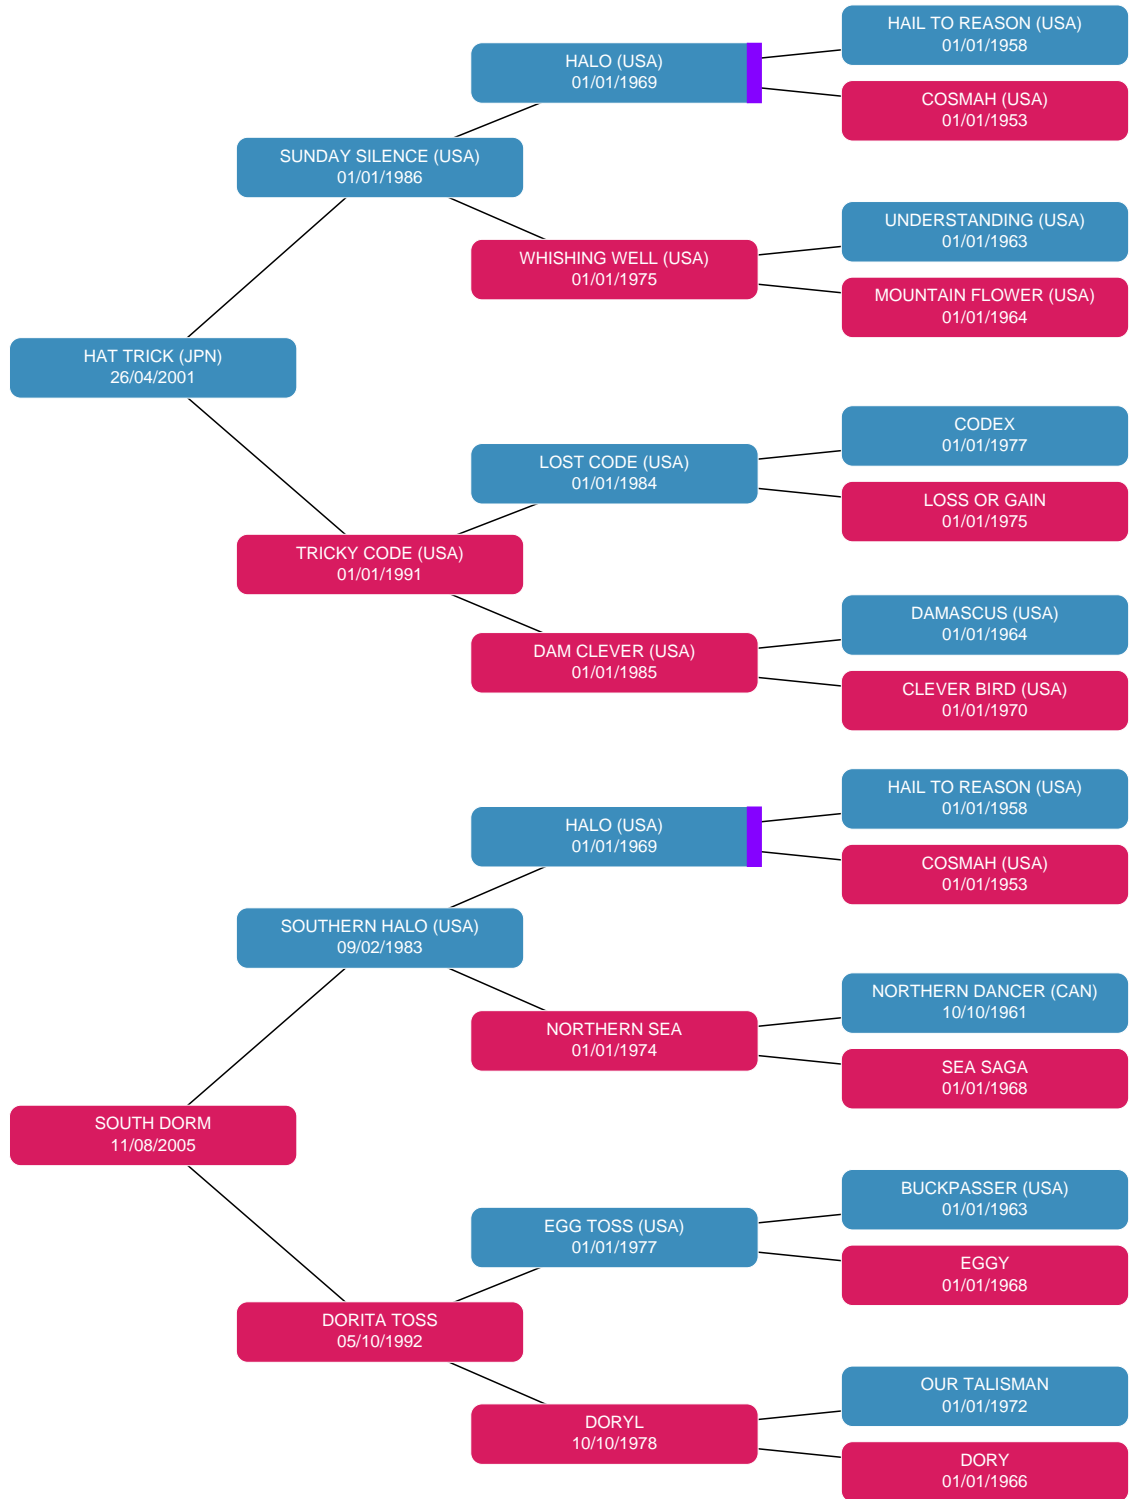 HAIL TO REASON (USA)
01/01/1958
HALO (USA)
01/01/1969
COSMAH (USA)
01/01/1953
SUNDAY SILENCE (USA)
01/01/1986
UNDERSTANDING (USA)
01/01/1963
WHISHING WELL (USA)
01/01/1975
MOUNTAIN FLOWER (USA)
01/01/1964
HAT TRICK (JPN)
26/04/2001
CODEX
01/01/1977
LOST CODE (USA)
01/01/1984
LOSS OR GAIN
01/01/1975
TRICKY CODE (USA)
01/01/1991
DAMASCUS (USA)
01/01/1964
DAM CLEVER (USA)
01/01/1985
CLEVER BIRD (USA)
01/01/1970
HAIL TO REASON (USA)
01/01/1958
HALO (USA)
01/01/1969
COSMAH (USA)
01/01/1953
SOUTHERN HALO (USA)
09/02/1983
NORTHERN DANCER (CAN)
10/10/1961
NORTHERN SEA
01/01/1974
SEA SAGA
01/01/1968
SOUTH DORM
11/08/2005
BUCKPASSER (USA)
01/01/1963
EGG TOSS (USA)
01/01/1977
EGGY
01/01/1968
DORITA TOSS
05/10/1992
OUR TALISMAN
01/01/1972
DORYL
10/10/1978
DORY
01/01/1966